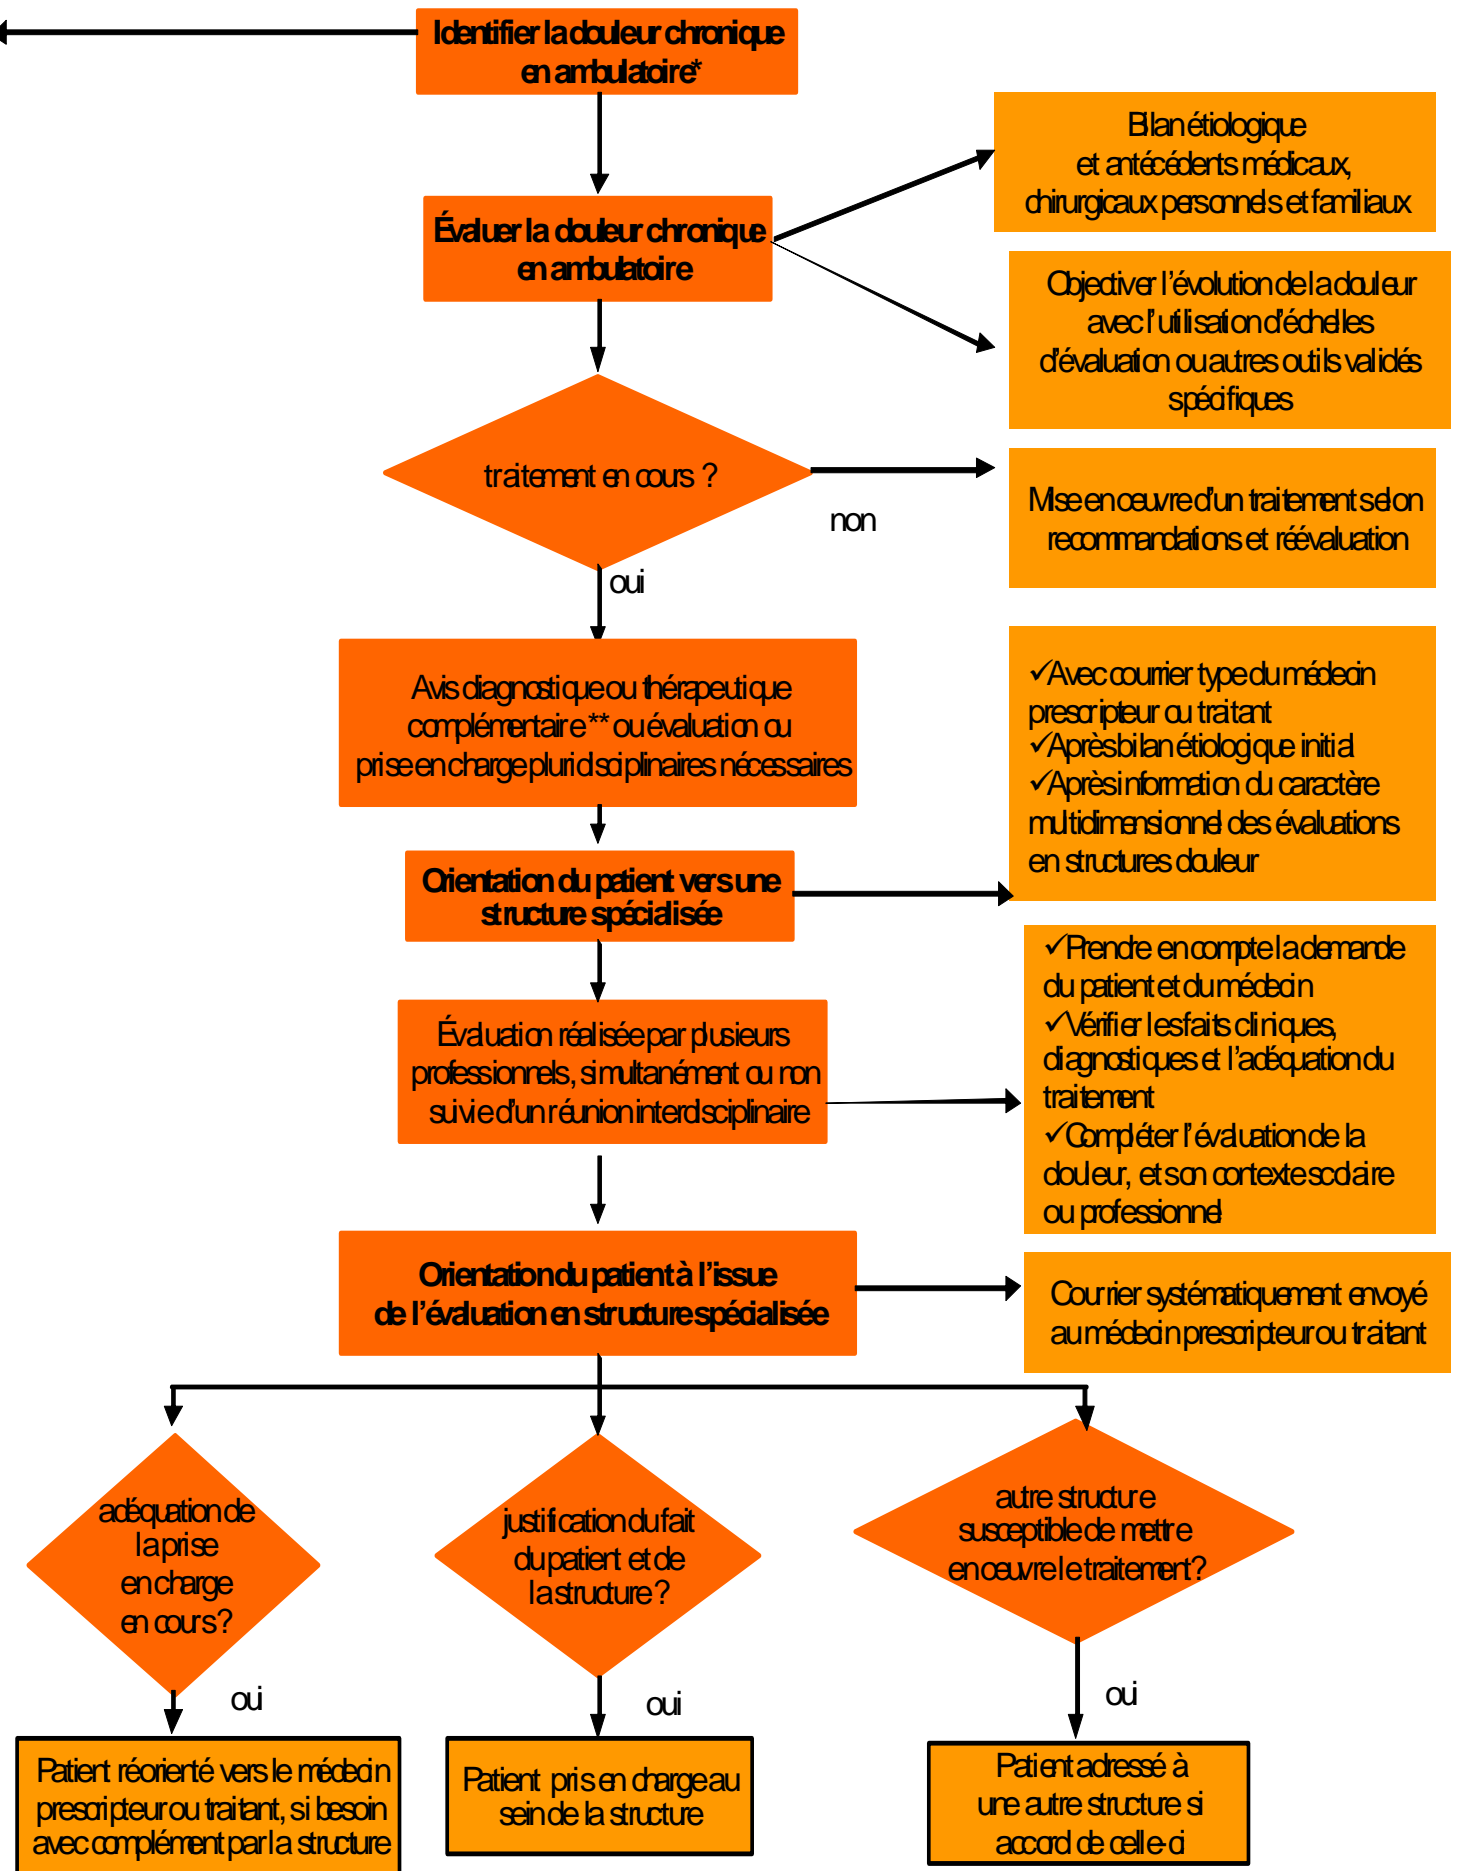 Identifier la douleur chronique
en ambulatoire*
Bilan étiologique
et antécédents médicaux,
chirurgicaux personnels et familiaux
Évaluer la douleur chronique
en ambulatoire
Objectiver l’évolution de la douleur
avec l’utilisation d’échelles
d’évaluation ou autres outils validés
spécifiques
traitement en cours ?
non
Mise en oeuvre d’un traitement selon
recommandations et réévaluation
oui
Avis diagnostique ou thérapeutique
complémentaire ** ou évaluation ou
prise en charge pluridisciplinaires nécessaires
✓Avec courrier type du médecin
prescripteur ou traitant
✓Après bilan étiologique initial
✓Après information du caractère
multidimensionnel des évaluations
en structures douleur
Orientation du patient vers une
structure spécialisée
Évaluation réalisée par plusieurs
professionnels, simultanément ou non
suivie d’un réunion interdisciplinaire
✓Prendre en compte la demande
du patient et du médecin
✓Vérifier les faits cliniques,
diagnostiques et l’adéquation du
traitement
✓Compléter l’évaluation de la
douleur, et son contexte scolaire
ou professionnel
Orientation du patient à l’issue
de l’évaluation en structure spécialisée
Courrier systématiquement envoyé
au médecin prescripteur ou traitant
adéquation de
la prise
en charge
en cours?
justification du fait
du patient et de
la structure ?
autre structure
susceptible de mettre
en oeuvre le traitement?
oui
oui
oui
Patient réorienté vers le médecin
prescripteur ou traitant, si besoin
avec complément par la structure
Patient pris en charge au
sein de la structure
Patient adressé à
une autre structure si
accord de celle-ci